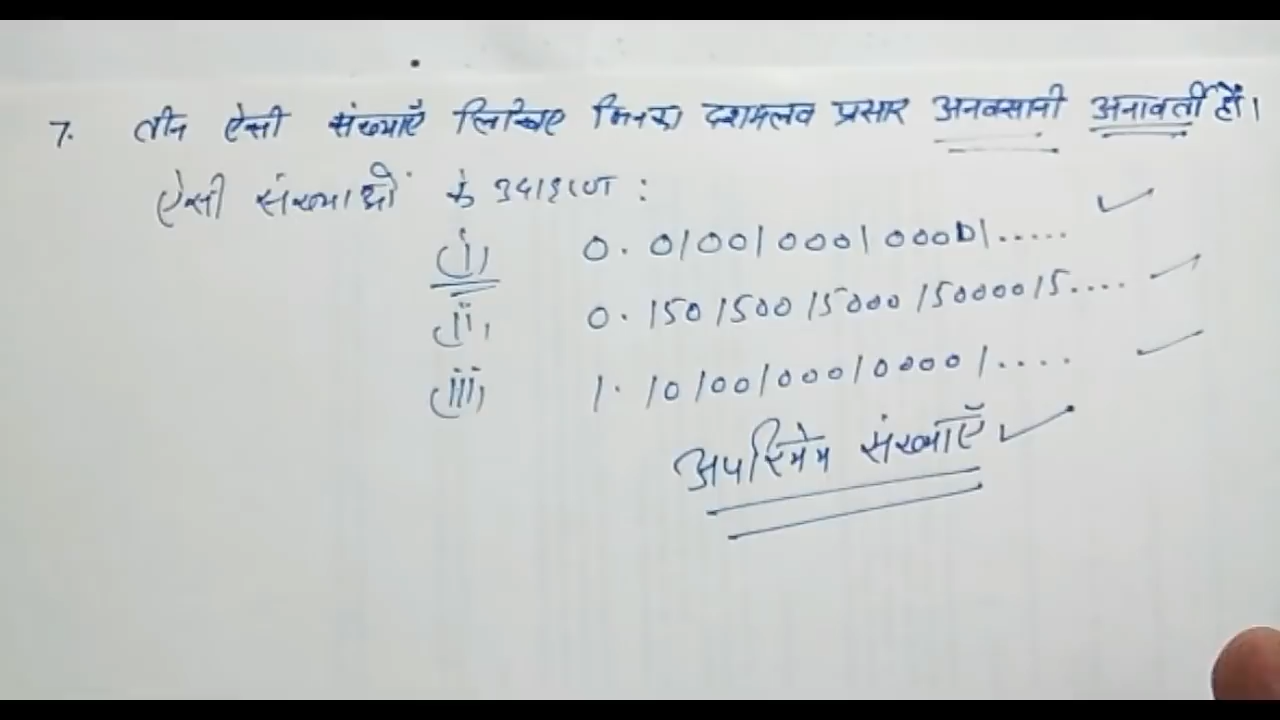 7. तीन ऐसी संख्याएँ लिखिए जिनका दशमलव प्रसार अनवसानी अनावर्ती हों।
ऐसी संख्याओं के उदाहरण :
(i) 0.01001000100001.....
(ii) 0.15015001500015000015....
(iii) 1.101001000100001....
अपरिमेय संख्याएँ